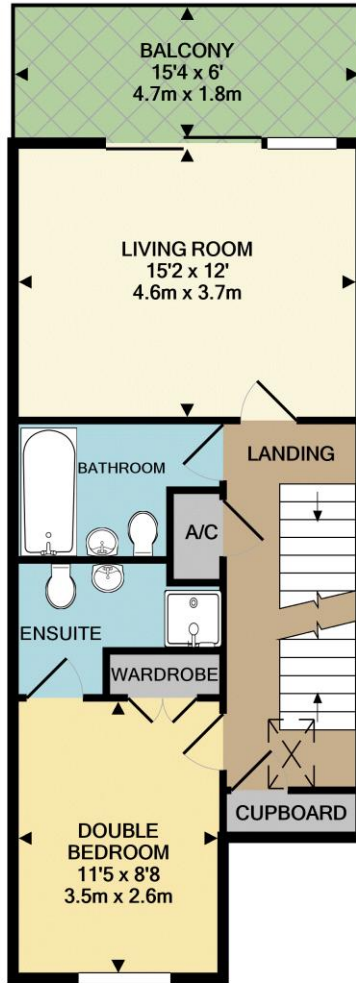 BALCONY
15'4 x 6'
4.7m x 1.8m
LIVING ROOM
15'2 x 12'
4.6m x 3.7m
BATHROOM
LANDING
A/C
ENSUITE
WARDROBE
CUPBOARD
DOUBLE
BEDROOM
11'5 x 8'8
3.5m x 2.6m